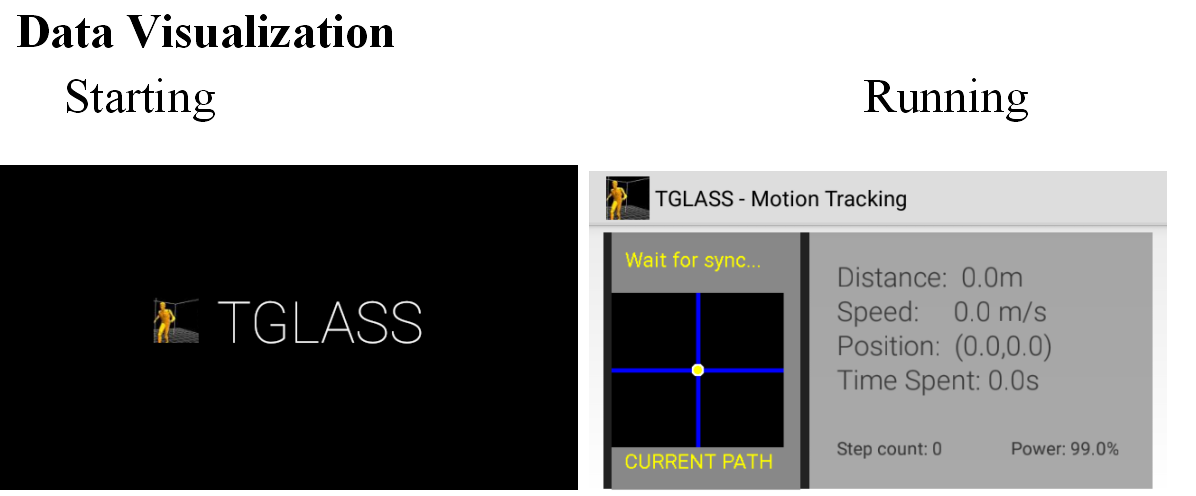 Data Visualization
Starting
Running
TGLASS
TGLASS - Motion Tracking
Wait for sync...
CURRENT PATH
Distance: 0.0m
Speed: 0.0 m/s
Position: (0.0,0.0)
Time Spent: 0.0s
Step count: 0
Power: 99.0%